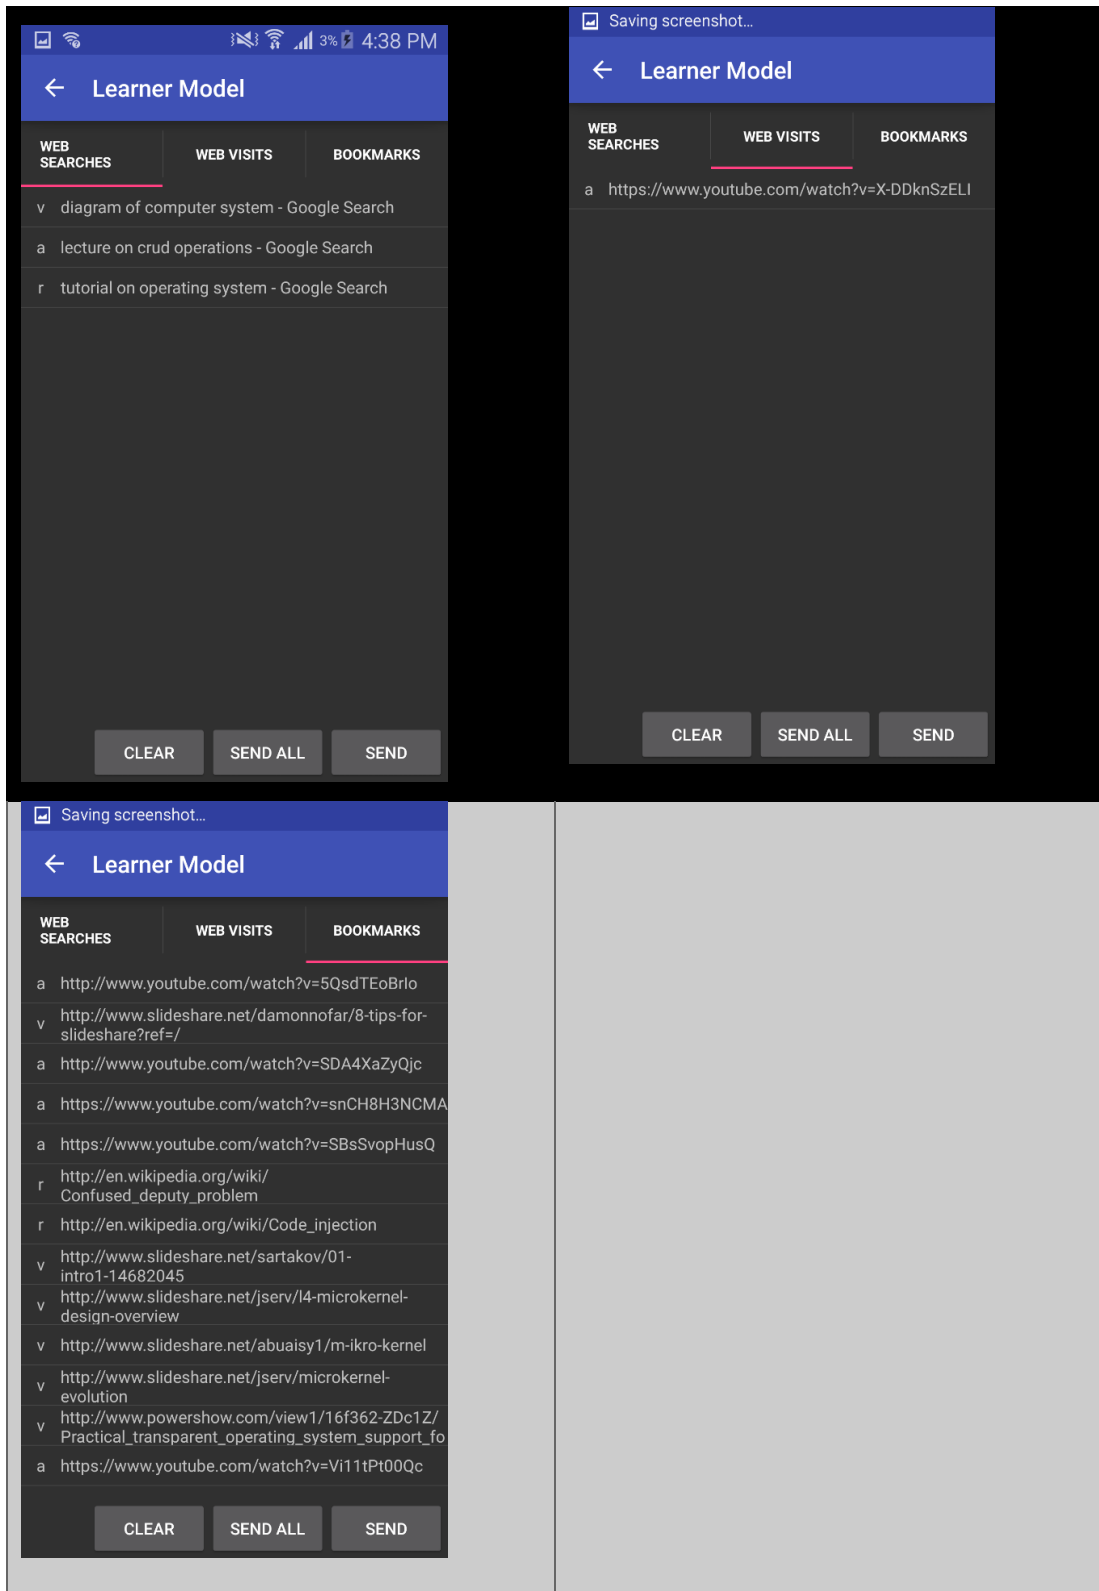 3% 4:38 PM
Learner Model
WEB
SEARCHES
WEB VISITS
BOOKMARKS
v diagram of computer system - Google Search
a lecture on crud operations - Google Search
r tutorial on operating system - Google Search
CLEAR
SEND ALL
SEND
Saving screenshot...
Learner Model
WEB
SEARCHES
WEB VISITS
BOOKMARKS
a https://www.youtube.com/watch?v=X-DDknSzELI
CLEAR
SEND ALL
SEND
Saving screenshot...
Learner Model
WEB
SEARCHES
WEB VISITS
BOOKMARKS
a http://www.youtube.com/watch?v=5QsdTEoBrIo
v http://www.slideshare.net/damonnofar/8-tips-for-
slideshare?ref=/
a http://www.youtube.com/watch?v=SDA4XaZyQjc
a https://www.youtube.com/watch?v=snCH8H3NCMA
a https://www.youtube.com/watch?v=SBsSvopHusQ
r http://en.wikipedia.org/wiki/
Confused_deputy_problem
r http://en.wikipedia.org/wiki/Code_injection
v http://www.slideshare.net/sartakov/01-
intro1-14682045
v http://www.slideshare.net/jserv/l4-microkernel-
design-overview
v http://www.slideshare.net/abuaisy1/m-ikro-kernel
v http://www.slideshare.net/jserv/microkernel-
evolution
v http://www.powershow.com/view1/16f362-ZDc1Z/
Practical_transparent_operating_system_support_fo
a https://www.youtube.com/watch?v=Vi11tPt00Qc
CLEAR
SEND ALL
SEND